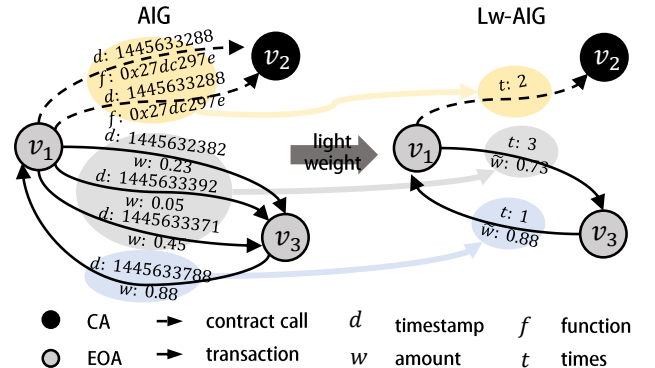 AIG
Lw-AIG
d: 1445633288
f: 0x27dc297e
d: 1445633288
f: 0x27dc297e
v₂
v₂
t: 2
d: 1445632382
w: 0.23
d: 1445633392
w: 0.05
d: 1445633371
w: 0.45
v₁
light
weight
v₁
t: 3
w̃: 0.73
v₃
t: 1
w̃: 0.88
v₃
d: 1445633788
w: 0.88
CA contract call d timestamp f function
EOA transaction w amount t times